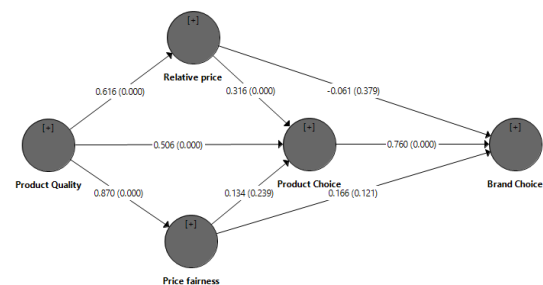 [+]
Relative price
0.616 (0.000)
0.316 (0.000)
-0.061 (0.379)
[+]
[+]
[+]
0.506 (0.000)
0.760 (0.000)
Product Quality
Product Choice
Brand Choice
0.870 (0.000)
0.134 (0.239)
0.166 (0.121)
[+]
Price fairness